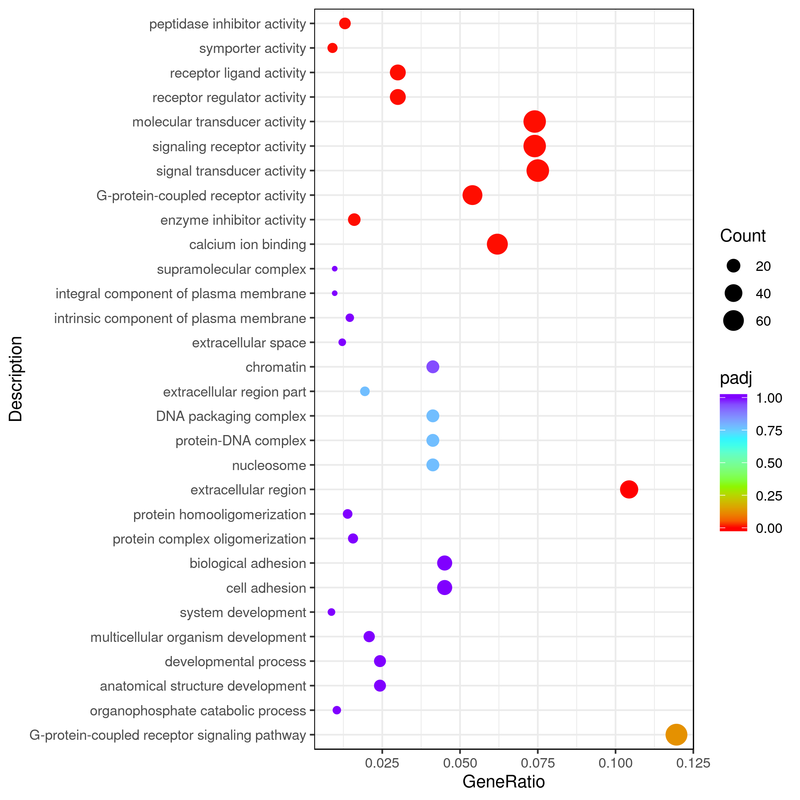 peptidase inhibitor activity
symporter activity
receptor ligand activity
receptor regulator activity
molecular transducer activity
signaling receptor activity
signal transducer activity
G-protein-coupled receptor activity
enzyme inhibitor activity
calcium ion binding
supramolecular complex
integral component of plasma membrane
intrinsic component of plasma membrane
extracellular space
chromatin
extracellular region part
DNA packaging complex
protein-DNA complex
nucleosome
extracellular region
protein homooligomerization
protein complex oligomerization
biological adhesion
cell adhesion
system development
multicellular organism development
developmental process
anatomical structure development
organophosphate catabolic process
G-protein-coupled receptor signaling pathway
Description
0.025 0.050 0.075 0.100 0.125
GeneRatio
Count
20
40
60
padj
1.00
0.75
0.50
0.25
0.00